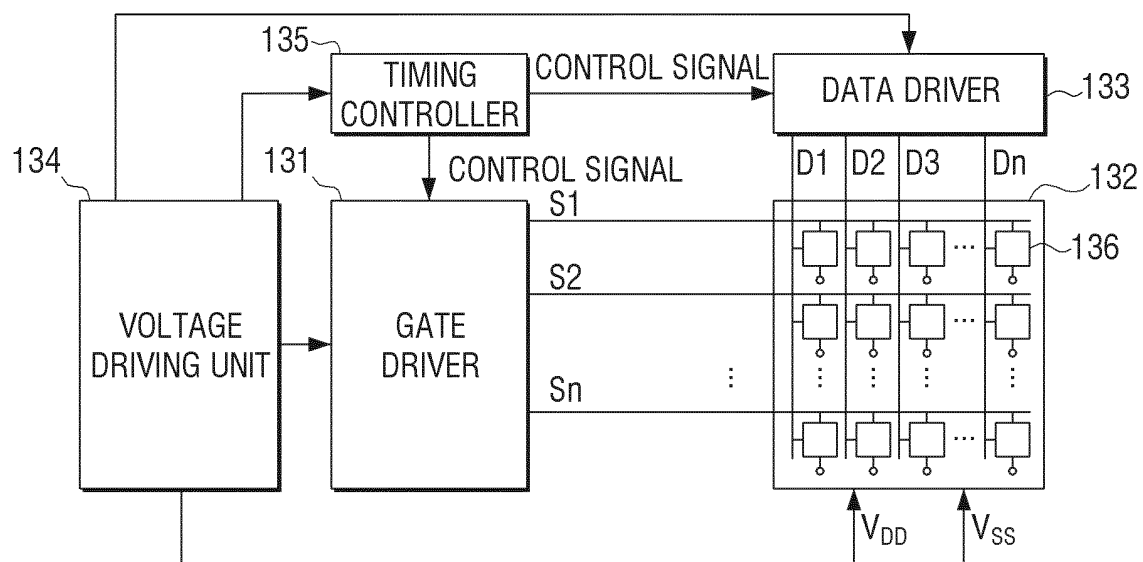 135
TIMING
CONTROLLER
CONTROL SIGNAL
DATA DRIVER
133
134
131
CONTROL SIGNAL
D1
D2
D3
Dn
132
S1
136
S2
VOLTAGE
DRIVING UNIT
GATE
DRIVER
...
Sn
VDD
VSS